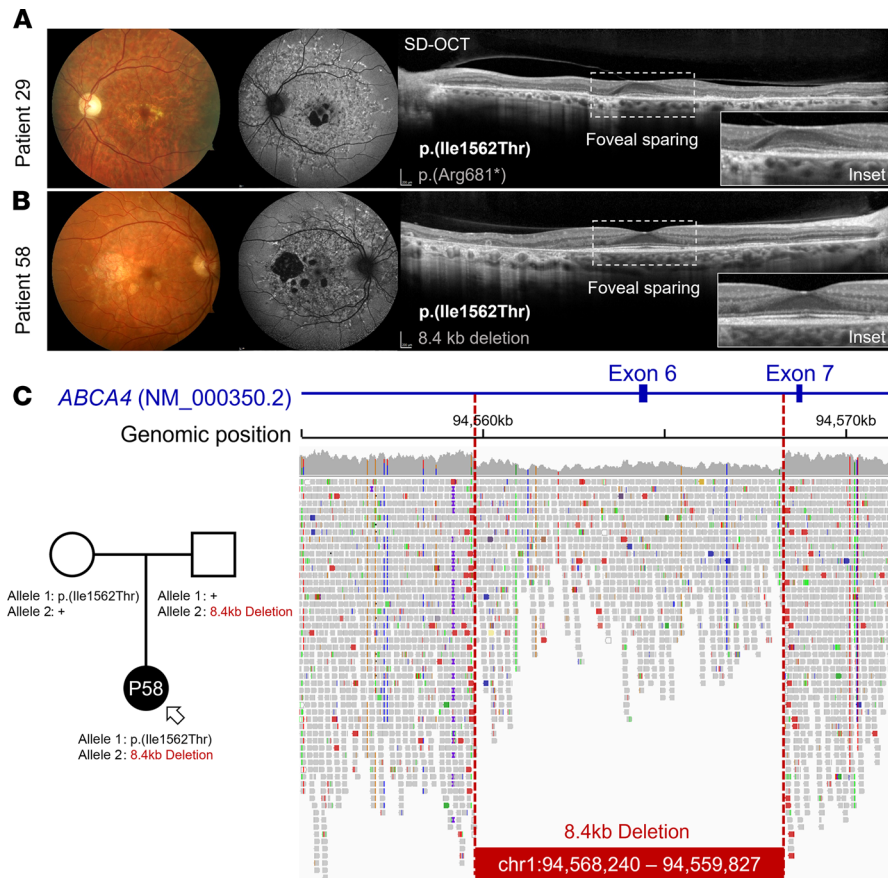 A
Patient 29
SD-OCT
p.(Ile1562Thr)
p.(Arg681*)
Foveal sparing
Inset
B
Patient 58
p.(Ile1562Thr)
8.4 kb deletion
Foveal sparing
Inset
C
ABCA4 (NM_000350.2)
Exon 6
Exon 7
Genomic position
94,560kb
94,570kb
Allele 1: p.(Ile1562Thr)
Allele 2: +
Allele 1: +
Allele 2: 8.4kb Deletion
P58
Allele 1: p.(Ile1562Thr)
Allele 2: 8.4kb Deletion
8.4kb Deletion
chr1:94,568,240 – 94,559,827